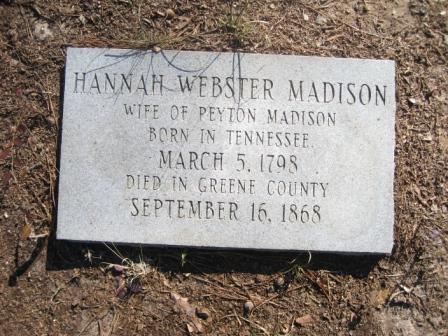 HANNAH WEBSTER MADISON
WIFE OF PEYTON MADISON
BORN IN TENNESSEE
MARCH 5, 1798
DIED IN GREENE COUNTY
SEPTEMBER 16, 1868